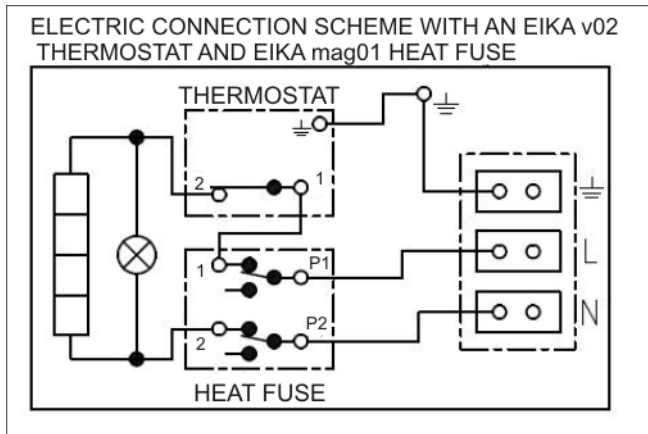 ELECTRIC CONNECTION SCHEME WITH AN EIKA v02
THERMOSTAT AND EIKA mag01 HEAT FUSE
THERMOSTAT
2 1
1 P1
L
2 P2
N
HEAT FUSE